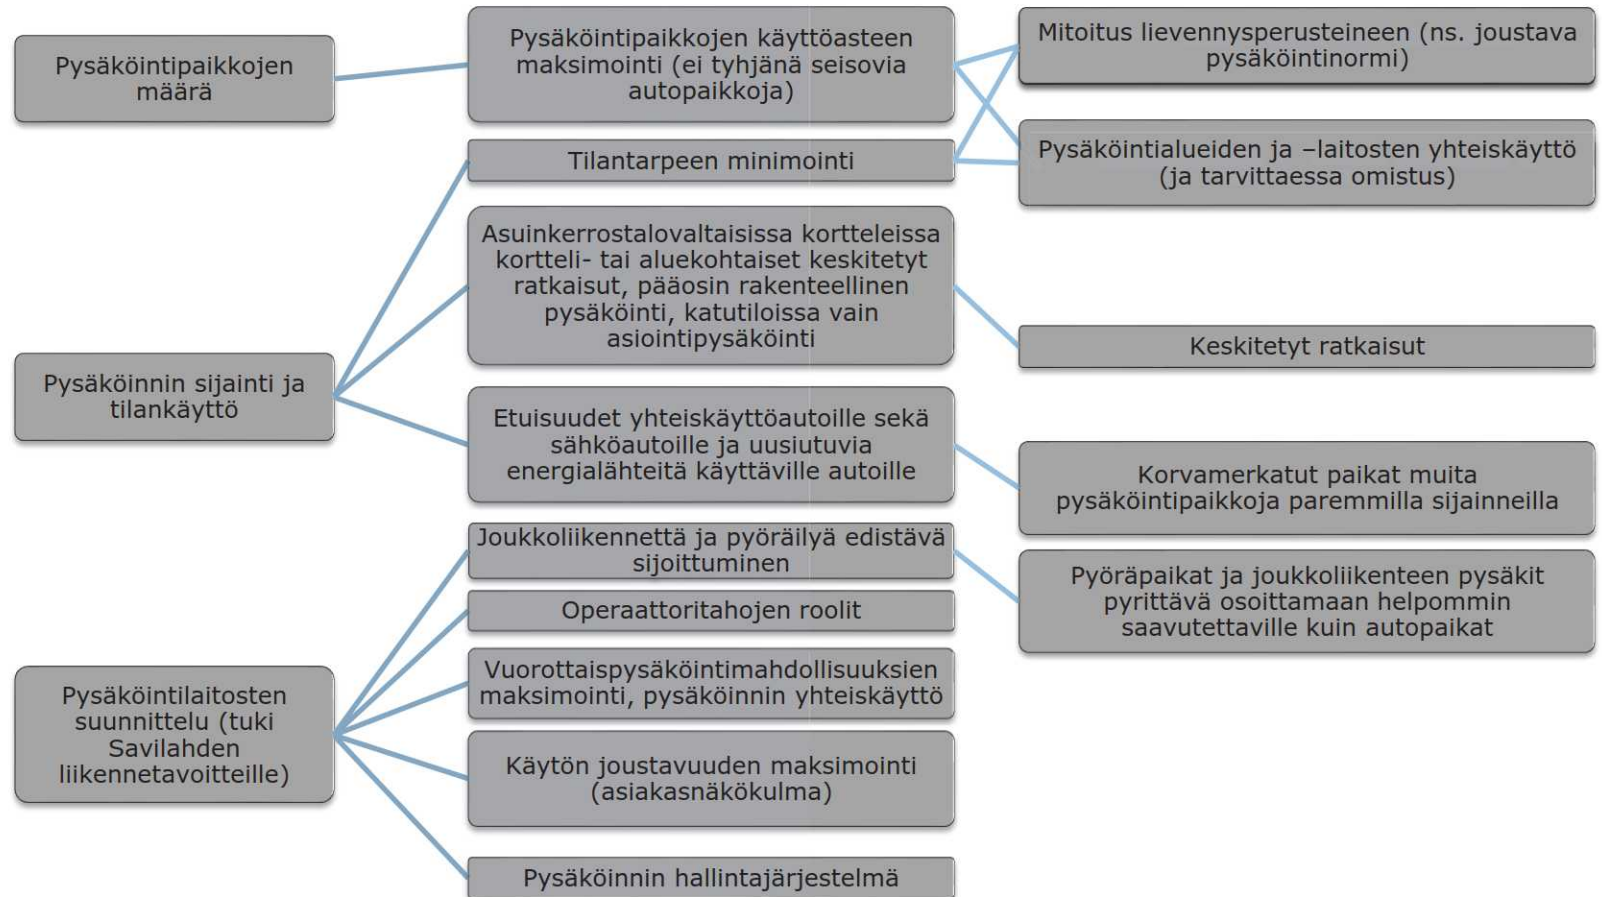 Pysäköintipaikkojen
määrä
Pysäköinnin sijainti ja
tilankäyttö
Pysäköintilaitosten
suunnittelu (tuki
Savilahden
liikennetavoitteille)
Pysäköintipaikkojen käyttöasteen
maksimointi (ei tyhjänä seisovia
autopaikkoja)
Tilantarpeen minimointi
Asuinkerrostalovaltaisissa kortteleissa
kortteli- tai aluekohtaiset keskitetyt
ratkaisut, pääosin rakenteellinen
pysäköinti, katutiloissa vain
asiointipysäköinti
Etuisuudet yhteiskäyttöautoille sekä
sähköautoille ja uusiutuvia
energialähteitä käyttäville autoille
Joukkoliikennettä ja pyöräilyä edistävä
sijoittuminen
Operaattoritahojen roolit
Vuorottaispysäköintimahdollisuuksien
maksimointi, pysäköinnin yhteiskäyttö
Käytön joustavuuden maksimointi
(asiakasnäkökulma)
Pysäköinnin hallintajärjestelmä
Mitoitus lievennysperusteineen (ns. joustava
pysäköintinormi)
Pysäköintialueiden ja –laitosten yhteiskäyttö
(ja tarvittaessa omistus)
Keskitetyt ratkaisut
Korvamerkatut paikat muita
pysäköintipaikkoja paremmilla sijainneilla
Pyöräpaikat ja joukkoliikenteen pysäkit
pyrittävä osoittamaan helpommin
saavutettaville kuin autopaikat